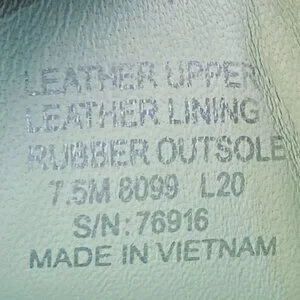 LEATHER UPPER
LEATHER LINING
RUBBER OUTSOLE
7.5M 8099 L20
S/N: 76916
MADE IN VIETNAM